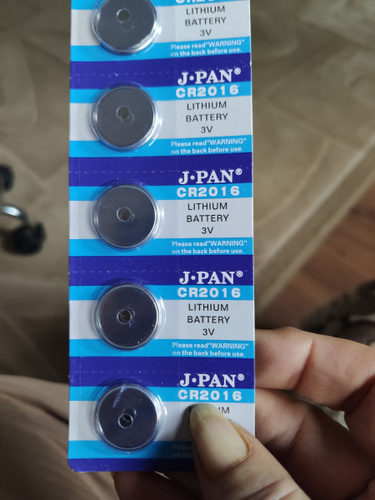 LITHIUM
BATTERY
3V
Please read"WARNING"
on the back before use.
J·PAN®
CR2016
LITHIUM
BATTERY
3V
Please read"WARNING"
on the back before use.
J·PAN®
CR2016
LITHIUM
BATTERY
3V
Please read"WARNING"
on the back before use.
J·PAN®
CR2016
LITHIUM
BATTERY
3V
Please read"WARNING"
on the back before use.
J·PAN®
CR2016